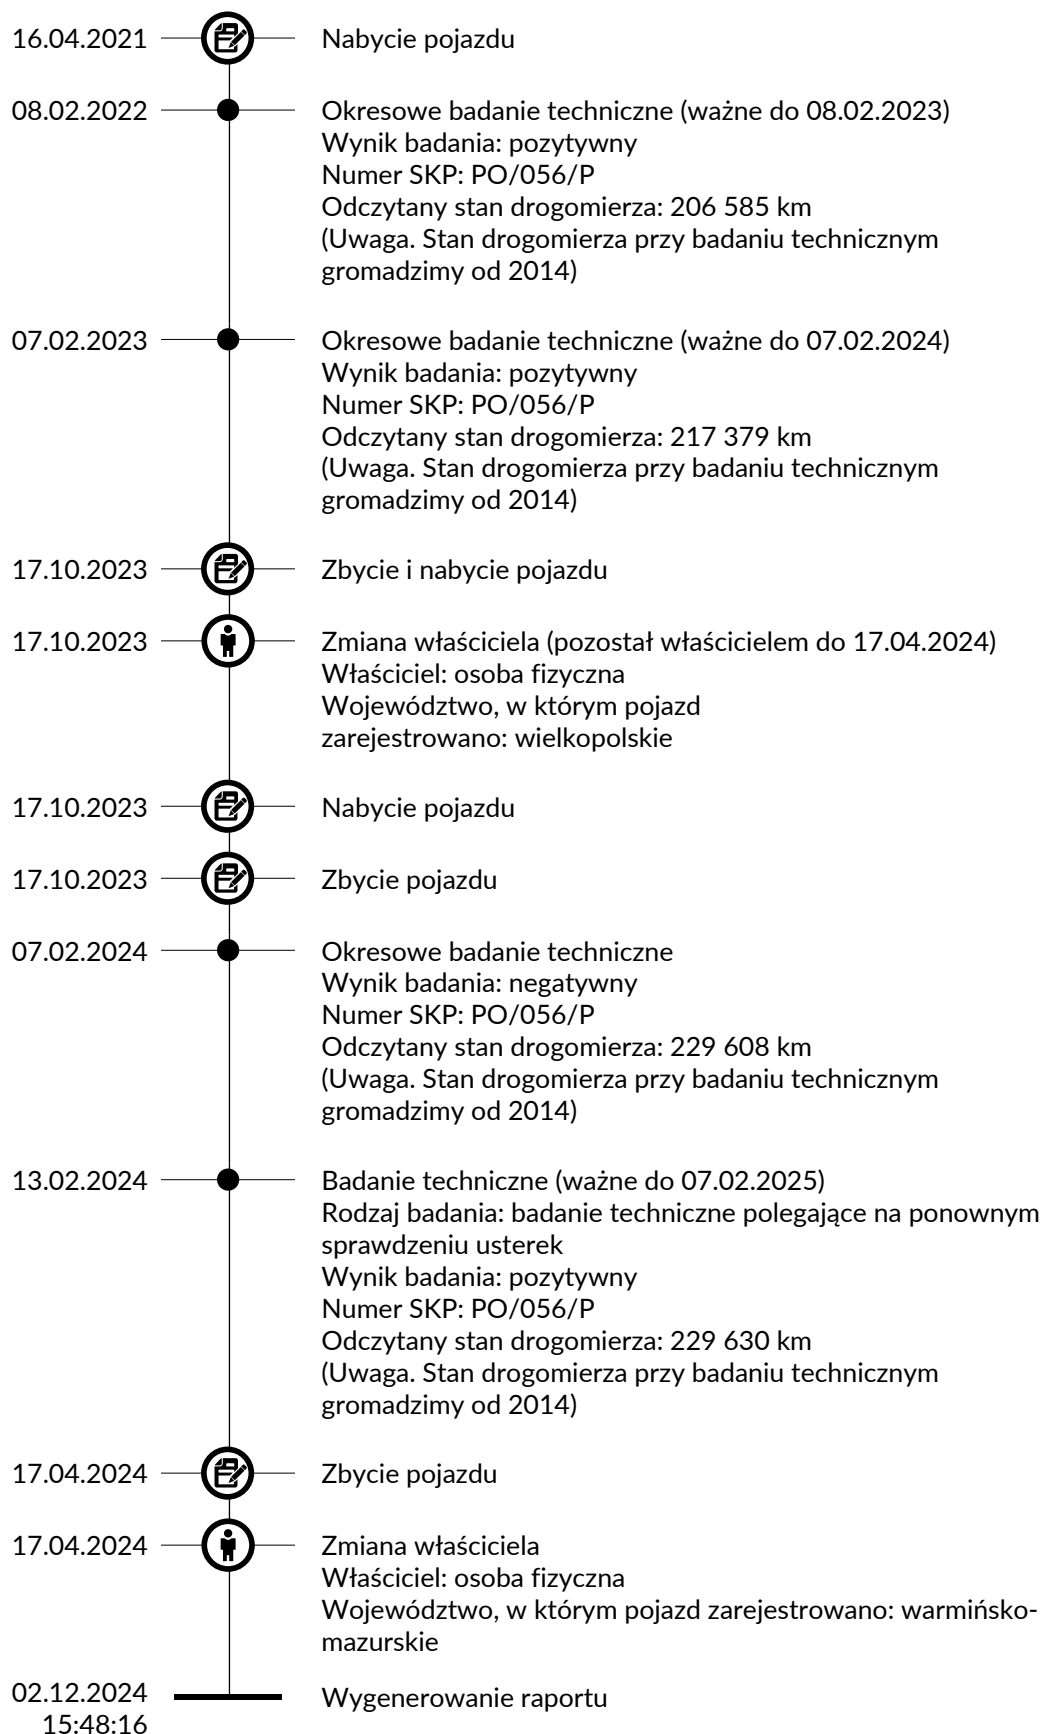 16.04.2021 Nabycie pojazdu
08.02.2022 Okresowe badanie techniczne (ważne do 08.02.2023)
Wynik badania: pozytywny
Numer SKP: PO/056/P
Odczytany stan drogomierza: 206 585 km
(Uwaga. Stan drogomierza przy badaniu technicznym
gromadzimy od 2014)
07.02.2023 Okresowe badanie techniczne (ważne do 07.02.2024)
Wynik badania: pozytywny
Numer SKP: PO/056/P
Odczytany stan drogomierza: 217 379 km
(Uwaga. Stan drogomierza przy badaniu technicznym
gromadzimy od 2014)
17.10.2023 Zbycie i nabycie pojazdu
17.10.2023 Zmiana właściciela (pozostał właścicielem do 17.04.2024)
Właściciel: osoba fizyczna
Województwo, w którym pojazd
zarejestrowano: wielkopolskie
17.10.2023 Nabycie pojazdu
17.10.2023 Zbycie pojazdu
07.02.2024 Okresowe badanie techniczne
Wynik badania: negatywny
Numer SKP: PO/056/P
Odczytany stan drogomierza: 229 608 km
(Uwaga. Stan drogomierza przy badaniu technicznym
gromadzimy od 2014)
13.02.2024 Badanie techniczne (ważne do 07.02.2025)
Rodzaj badania: badanie techniczne polegające na ponownym
sprawdzeniu usterek
Wynik badania: pozytywny
Numer SKP: PO/056/P
Odczytany stan drogomierza: 229 630 km
(Uwaga. Stan drogomierza przy badaniu technicznym
gromadzimy od 2014)
17.04.2024 Zbycie pojazdu
17.04.2024 Zmiana właściciela
Właściciel: osoba fizyczna
Województwo, w którym pojazd zarejestrowano: warmińsko-
mazurskie
02.12.2024 Wygenerowanie raportu
15:48:16